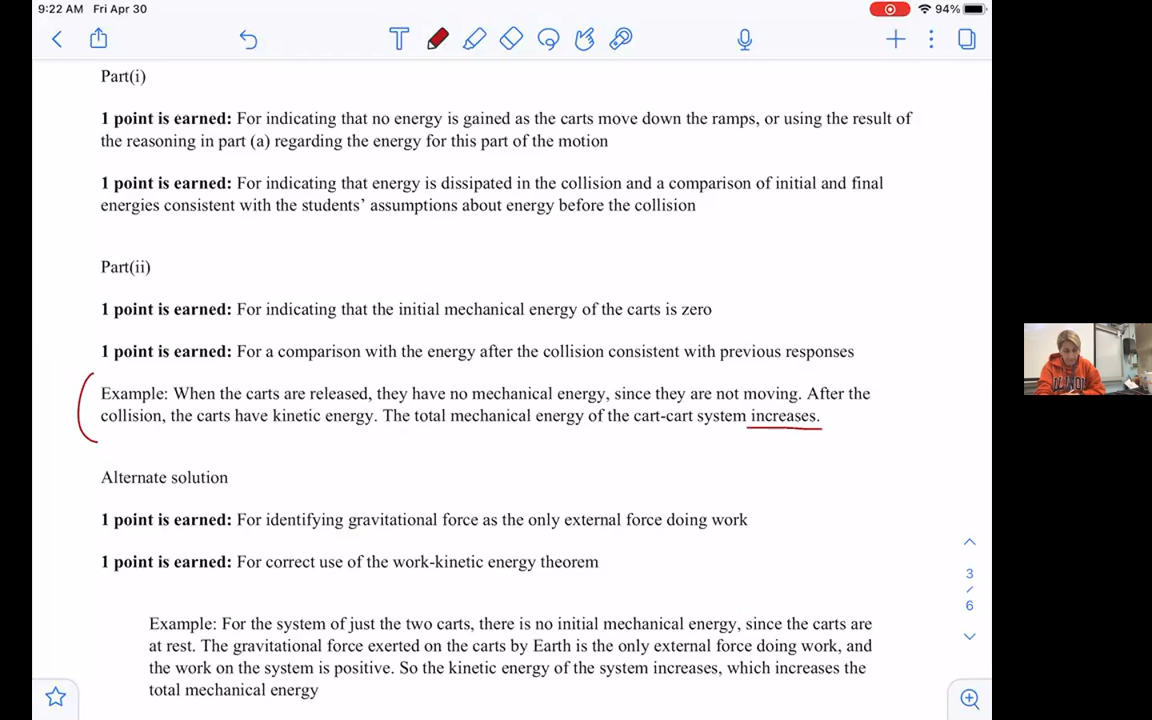 9:22 AM Fri Apr 30
94%
Part(i)
1 point is earned: For indicating that no energy is gained as the carts move down the ramps, or using the result of
the reasoning in part (a) regarding the energy for this part of the motion
1 point is earned: For indicating that energy is dissipated in the collision and a comparison of initial and final
energies consistent with the students’ assumptions about energy before the collision
Part(ii)
1 point is earned: For indicating that the initial mechanical energy of the carts is zero
1 point is earned: For a comparison with the energy after the collision consistent with previous responses
Example: When the carts are released, they have no mechanical energy, since they are not moving. After the
collision, the carts have kinetic energy. The total mechanical energy of the cart-cart system increases.
Alternate solution
1 point is earned: For identifying gravitational force as the only external force doing work
1 point is earned: For correct use of the work-kinetic energy theorem
3
/
6
Example: For the system of just the two carts, there is no initial mechanical energy, since the carts are
at rest. The gravitational force exerted on the carts by Earth is the only external force doing work, and
the work on the system is positive. So the kinetic energy of the system increases, which increases the
total mechanical energy
ILLINOIS